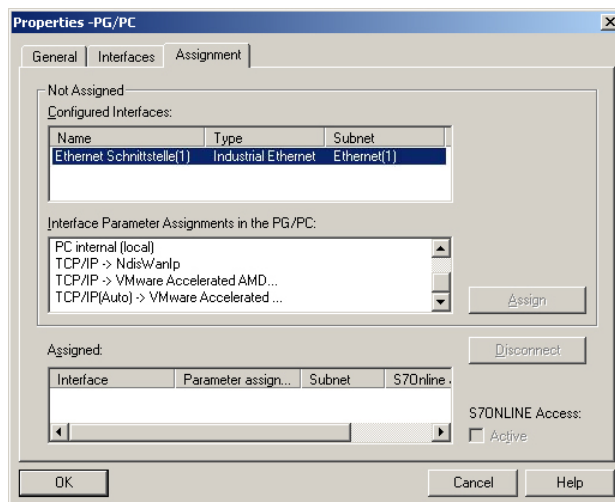 Properties -PG/PC
General Interfaces Assignment
Not Assigned
Configured Interfaces:
Name Type Subnet
Ethernet Schnittstelle(1) Industrial Ethernet Ethernet(1)
Interface Parameter Assignments in the PG/PC:
PC internal (local)
TCP/IP -> NdisWanIp
TCP/IP -> VMware Accelerated AMD...
TCP/IP(Auto) -> VMware Accelerated ...
Assign
Assigned:
Disconnect
Interface Parameter assign... Subnet S7Online
S7ONLINE Access:
Active
OK Cancel Help